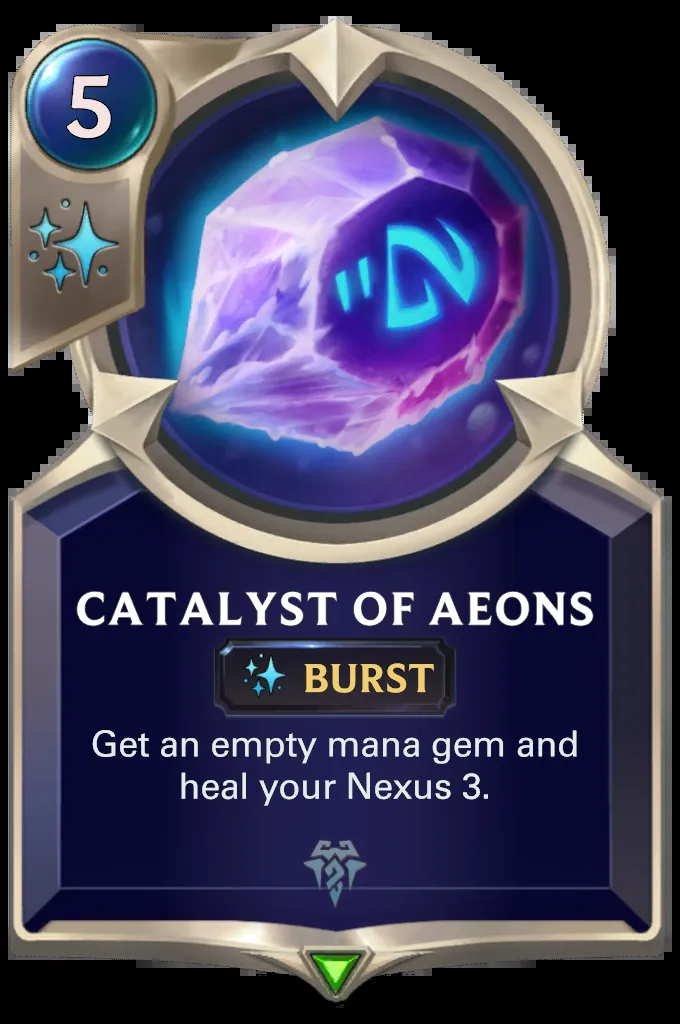 5
CATALYST OF AEONS
BURST
Get an empty mana gem and
heal your Nexus 3.